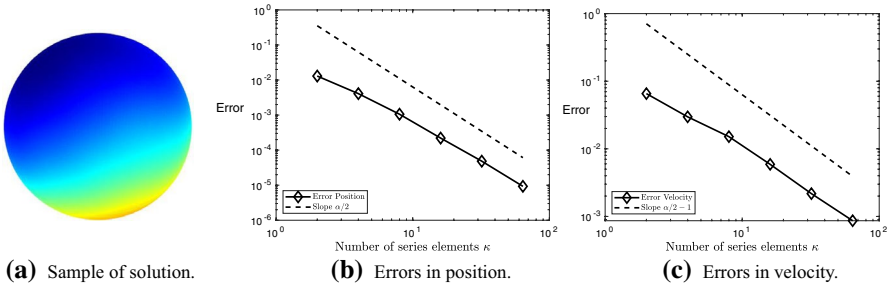 10^0
10^-1
10^-2
10^-3
10^-4
10^-5
10^-6
Error
Error Position
Slope α/2
10^0 10^1 10^2
Number of series elements κ
10^0
10^-1
10^-2
10^-3
Error
Error Velocity
Slope α/2 − 1
10^0 10^1 10^2
Number of series elements κ
(a) Sample of solution.
(b) Errors in position.
(c) Errors in velocity.